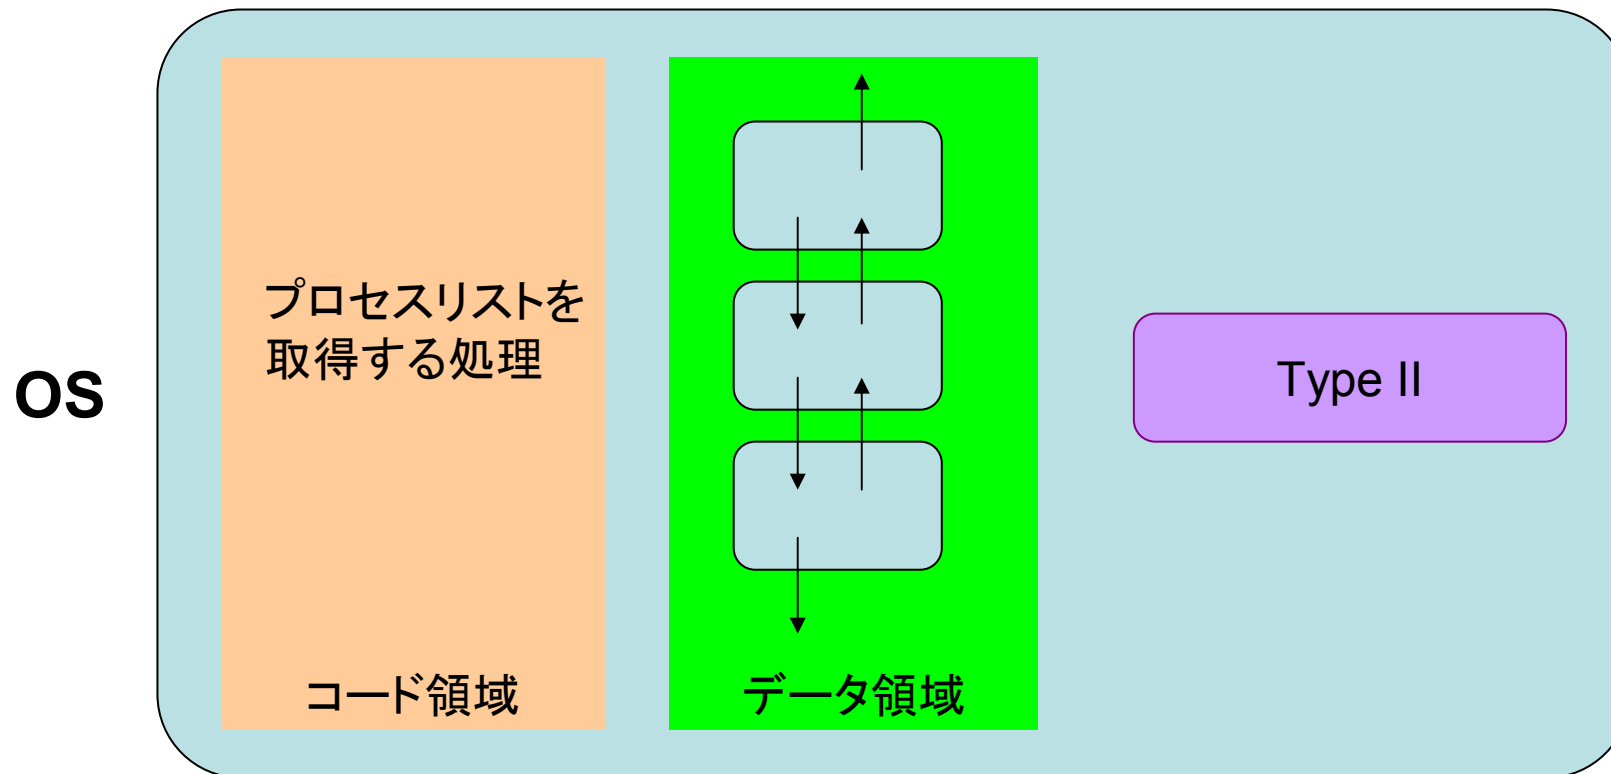 OS
プロセスリストを
取得する処理
コード領域
データ領域
Type II